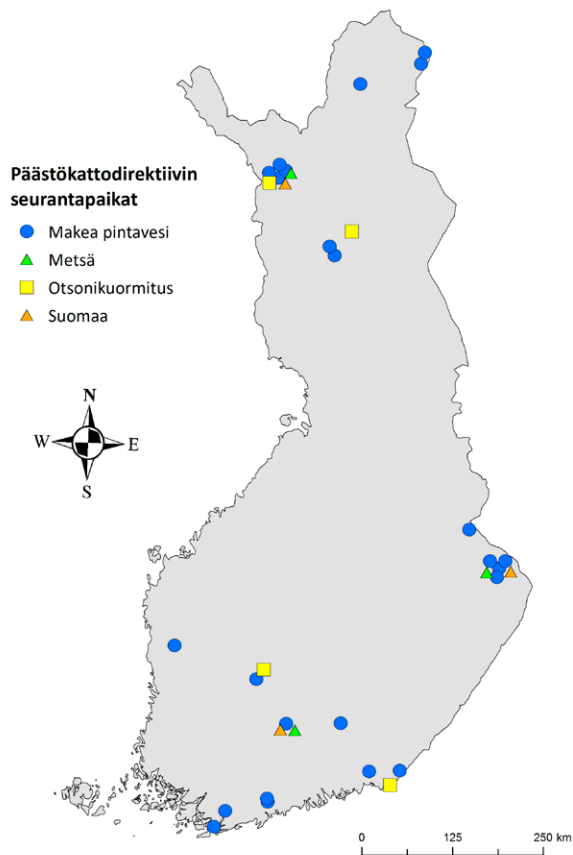 Päästökattodirektiivin
seurantapaikat
Makea pintavesi
Metsä
Otsonikuormitus
Suomaa
N
W
E
S
0
125
250 km